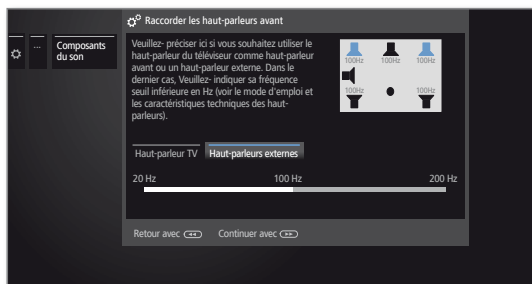 Raccorder les haut-parleurs avant
...
Composants
du son
Veuillez- préciser ici si vous souhaitez utiliser le
haut-parleur du téléviseur comme haut-parleur
avant ou un haut-parleur externe. Dans le
dernier cas, Veuillez- indiquer sa fréquence
seuil inférieure en Hz (voir le mode d'emploi et
les caractéristiques techniques des haut-
parleurs).
100Hz 100Hz 100Hz
100Hz 100Hz
Haut-parleur TV Haut-parleurs externes
20 Hz 100 Hz 200 Hz
Retour avec Continuer avec